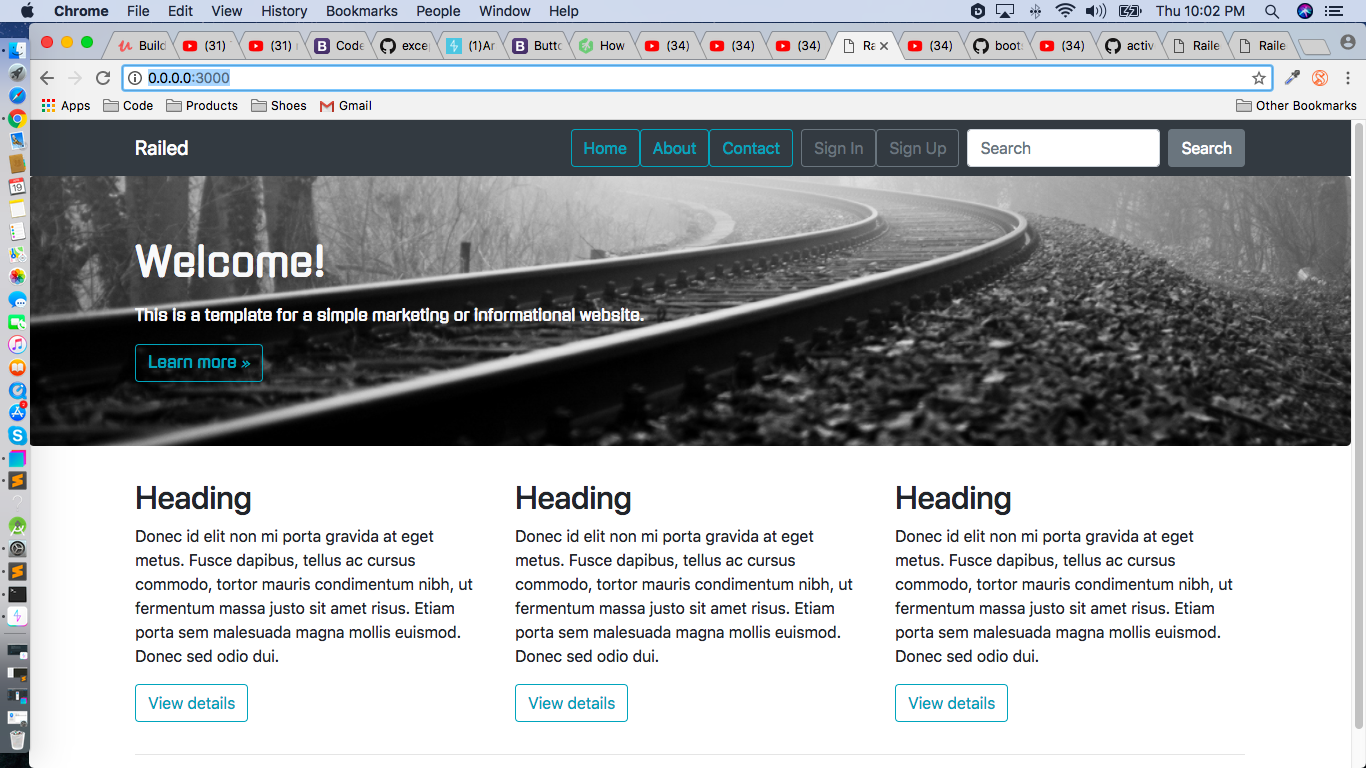 Chrome File Edit View History Bookmarks People Window Help Thu 10:02 PM
Build (31) (31) Code (1)Ar Butto How (34) (34) (34) Ra (34) boots (34) activ Raile Raile
0.0.0.0:3000
Apps Code Products Shoes Gmail Other Bookmarks
Railed Home About Contact Sign In Sign Up Search Search
Welcome!
This is a template for a simple marketing or informational website.
Learn more »
Heading
Donec id elit non mi porta gravida at eget
metus. Fusce dapibus, tellus ac cursus
commodo, tortor mauris condimentum nibh, ut
fermentum massa justo sit amet risus. Etiam
porta sem malesuada magna mollis euismod.
Donec sed odio dui.
View details
Heading
Donec id elit non mi porta gravida at eget
metus. Fusce dapibus, tellus ac cursus
commodo, tortor mauris condimentum nibh, ut
fermentum massa justo sit amet risus. Etiam
porta sem malesuada magna mollis euismod.
Donec sed odio dui.
View details
Heading
Donec id elit non mi porta gravida at eget
metus. Fusce dapibus, tellus ac cursus
commodo, tortor mauris condimentum nibh, ut
fermentum massa justo sit amet risus. Etiam
porta sem malesuada magna mollis euismod.
Donec sed odio dui.
View details